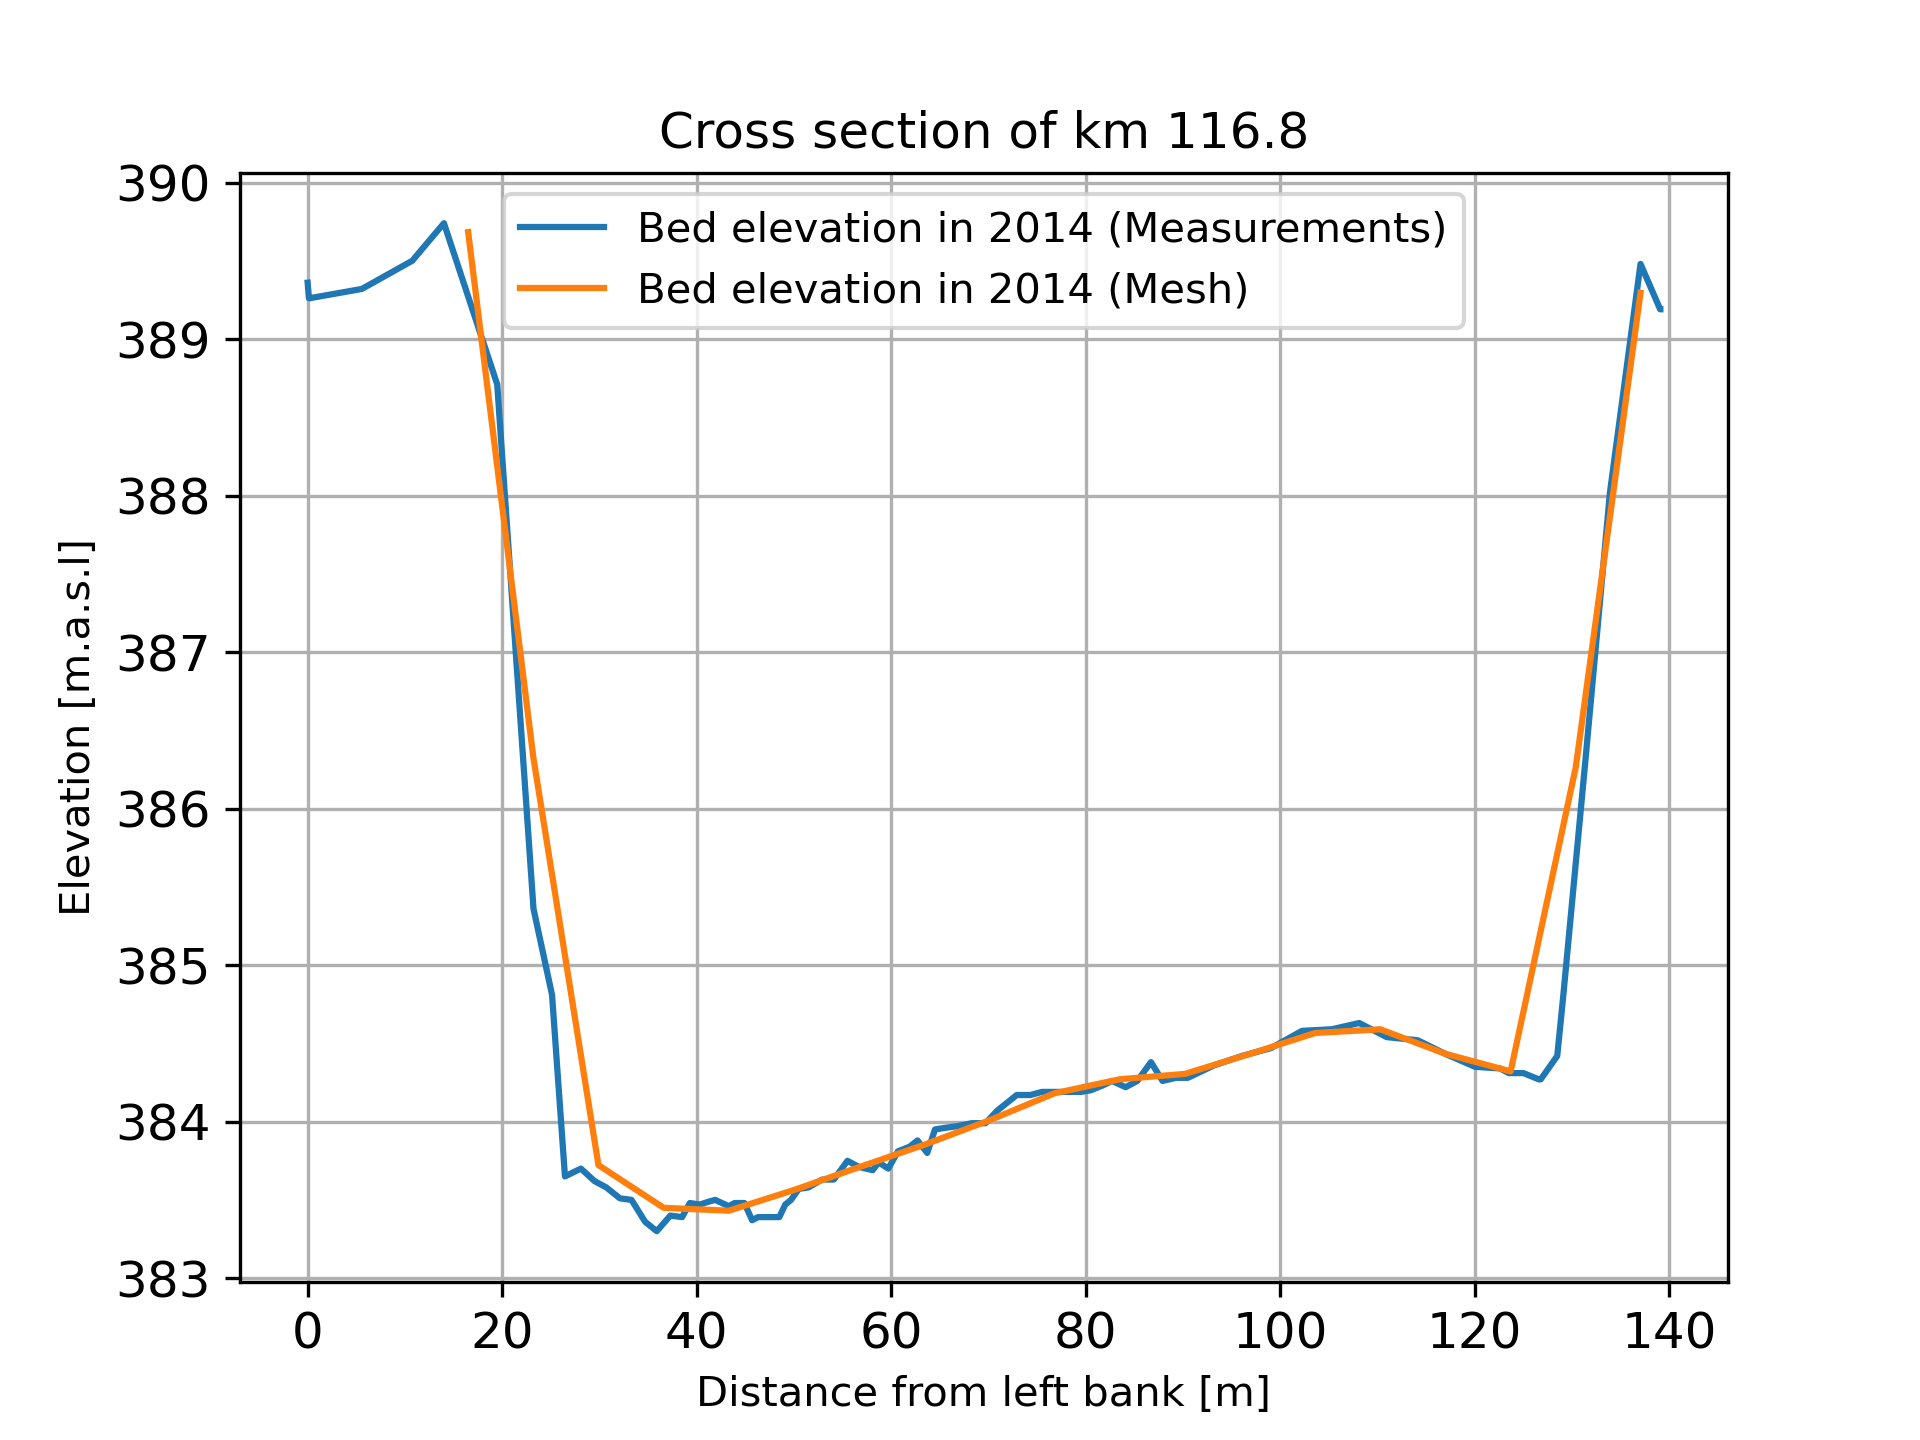 Cross section of km 116.8
Bed elevation in 2014 (Measurements)
Bed elevation in 2014 (Mesh)
Elevation [m.a.s.l]
390
389
388
387
386
385
384
383
0 20 40 60 80 100 120 140
Distance from left bank [m]